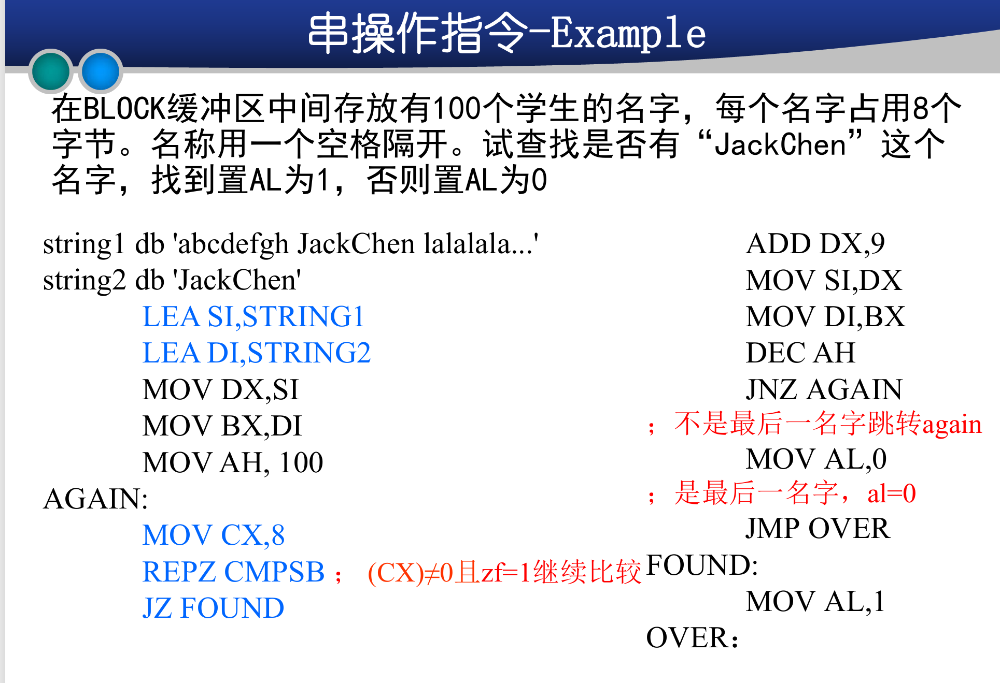 串操作指令-Example
在BLOCK缓冲区中间存放有100个学生的名字，每个名字占用8个
字节。名称用一个空格隔开。试查找是否有“JackChen”这个
名字，找到置AL为1，否则置AL为0
string1 db 'abcdefgh JackChen lalalala...'
string2 db 'JackChen'
LEA SI,STRING1
LEA DI,STRING2
MOV DX,SI
MOV BX,DI
MOV AH, 100
AGAIN:
MOV CX,8
REPZ CMPSB ； (CX)≠0且zf=1继续比较
JZ FOUND
ADD DX,9
MOV SI,DX
MOV DI,BX
DEC AH
JNZ AGAIN
；不是最后一名字跳转again
MOV AL,0
；是最后一名字，al=0
JMP OVER
FOUND:
MOV AL,1
OVER：